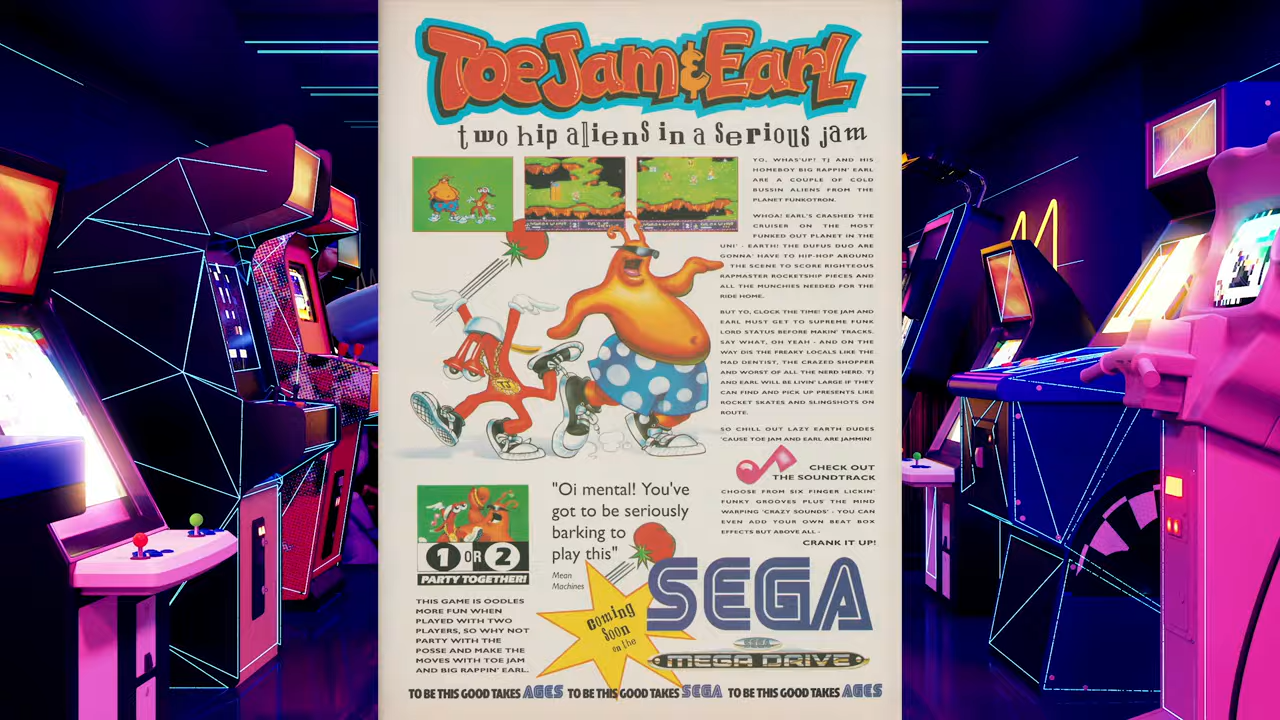 ToeJam & Earl
two hip aliens in a serious jam
YO, WHAS'UP? TJ AND HIS
HOMEBOY BIG RAPPIN' EARL
ARE A COUPLE OF COLD
BUSSIN ALIENS FROM THE
PLANET FUNKOTRON.
WHOA! EARL'S CRASHED THE
CRUISER ON THE MOST
FUNKED OUT PLANET IN THE
UNI' - EARTH! THE DUFUS DUO ARE
GONNA' HAVE TO HIP-HOP AROUND
THE SCENE TO SCORE RIGHTEOUS
RAPMASTER ROCKETSHIP PIECES AND
ALL THE MUNCHIES NEEDED FOR THE
RIDE HOME.
BUT YO, CLOCK THE TIME! TOE JAM AND
EARL MUST GET TO SUPREME FUNK
LORD STATUS BEFORE MAKIN' TRACKS.
SAY WHAT, OH YEAH - AND ON THE
WAY DIS THE FREAKY LOCALS LIKE THE
MAD DENTIST, THE CRAZED SHOPPER
AND WORST OF ALL THE NERD HERD. TJ
AND EARL WILL BE LIVIN' LARGE IF THEY
CAN FIND AND PICK UP PRESENTS LIKE
ROCKET SKATES AND SLINGSHOTS ON
ROUTE.
SO CHILL OUT LAZY EARTH DUDES
'CAUSE TOE JAM AND EARL ARE JAMMIN!
CHECK OUT
THE SOUNDTRACK
CHOOSE FROM SIX FINGER LICKIN'
FUNKY GROOVES PLUS THE MIND
WARPING 'CRAZY SOUNDS' - YOU CAN
EVEN ADD YOUR OWN BEAT BOX
EFFECTS BUT ABOVE ALL -
CRANK IT UP!
"Oi mental! You've
got to be seriously
barking to
play this"
Mean
Machines
1 OR 2
PARTY TOGETHER!
THIS GAME IS OODLES
MORE FUN WHEN
PLAYED WITH TWO
PLAYERS, SO WHY NOT
PARTY WITH THE
POSSE AND MAKE THE
MOVES WITH TOE JAM
AND BIG RAPPIN' EARL.
Coming
Soon
on the
SEGA
SEGA
MEGA DRIVE
TO BE THIS GOOD TAKES AGES TO BE THIS GOOD TAKES SEGA TO BE THIS GOOD TAKES AGES